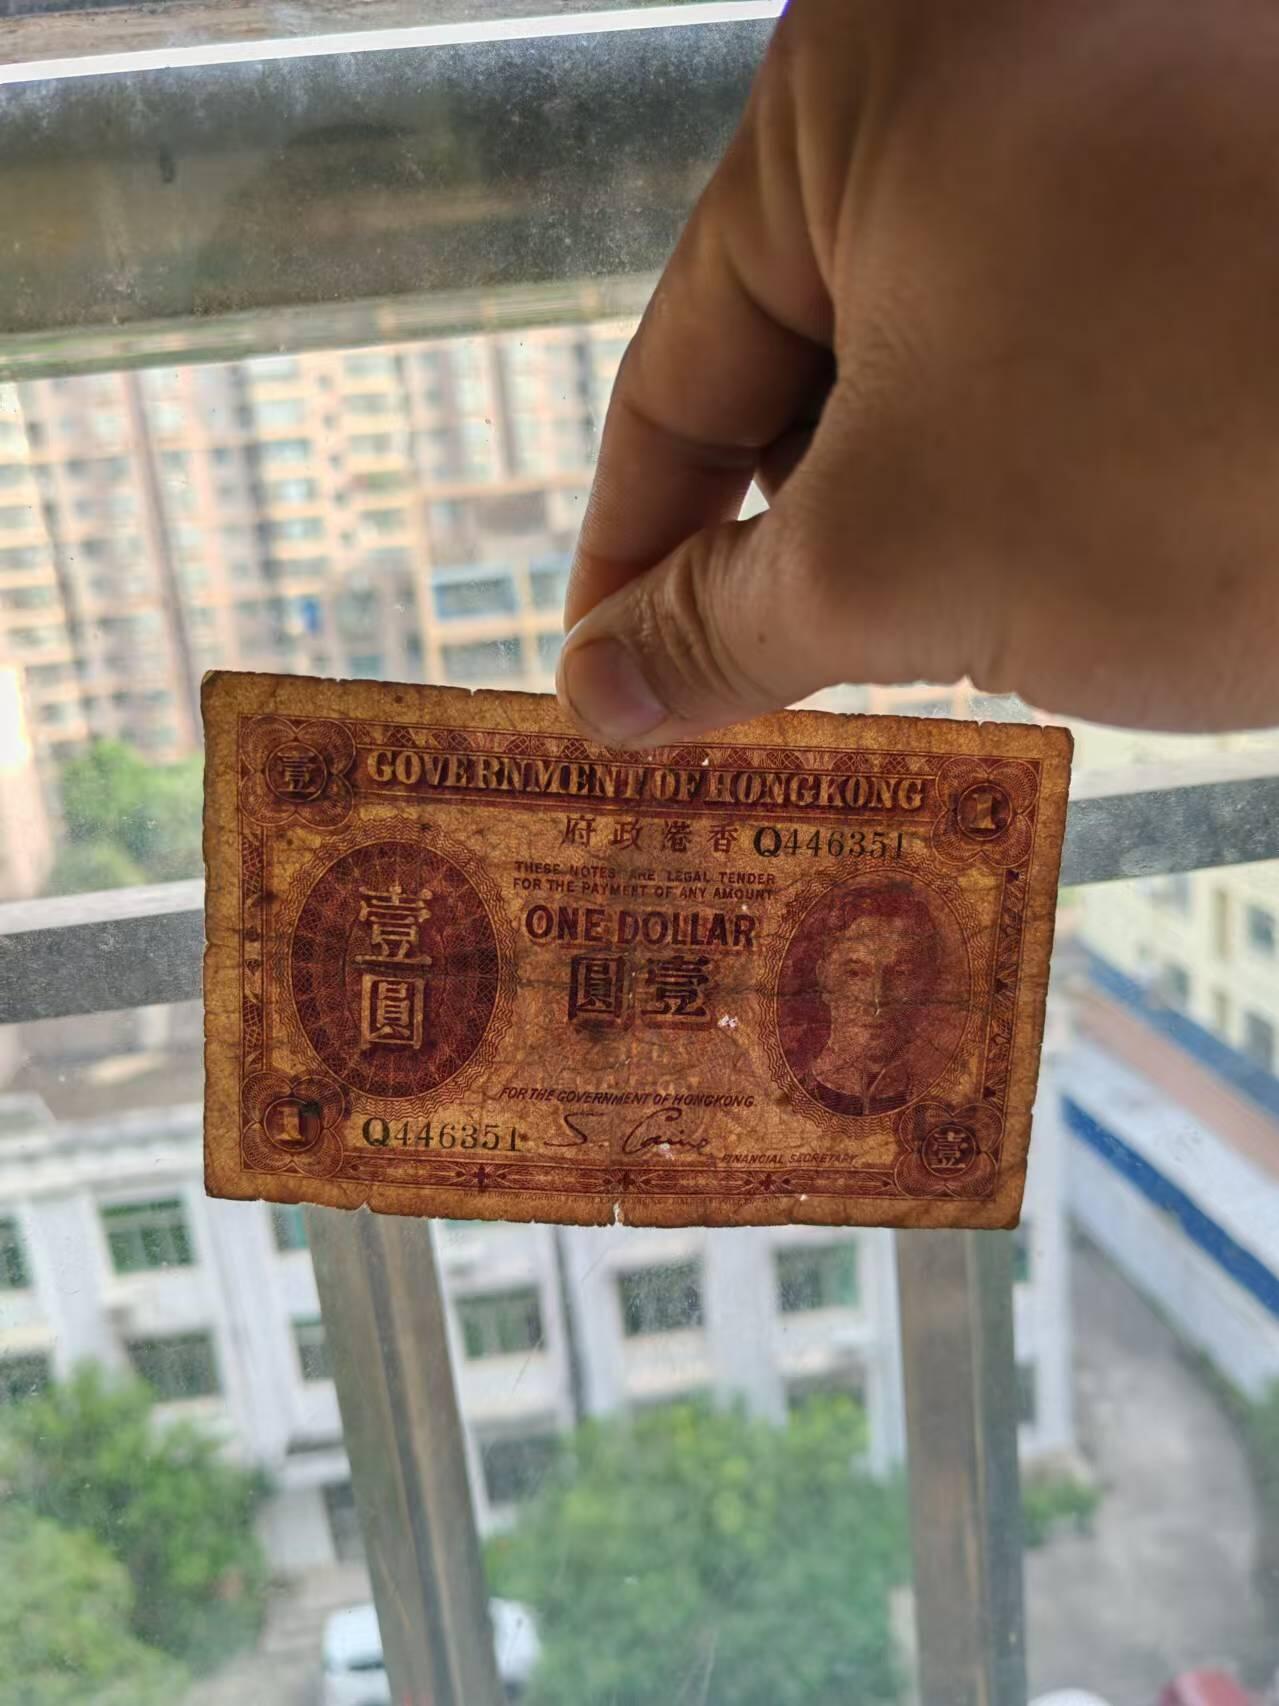 壹
GOVERNMENT OF HONGKONG
1
府政港香
Q446351
THESE NOTES ARE LEGAL TENDER
FOR THE PAYMENT OF ANY AMOUNT
ONE DOLLAR
圓壹
壹圓
FOR THE GOVERNMENT OF HONGKONG.
1
Q446351
S Caine
FINANCIAL SECRETARY.
壹